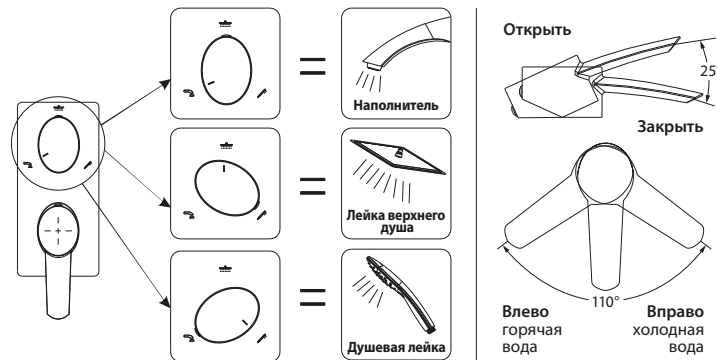 Наполнитель
Лейка верхнего
душа
Душевая лейка
Открыть
25°
Закрыть
110°
Влево
горячая
вода
Вправо
холодная
вода